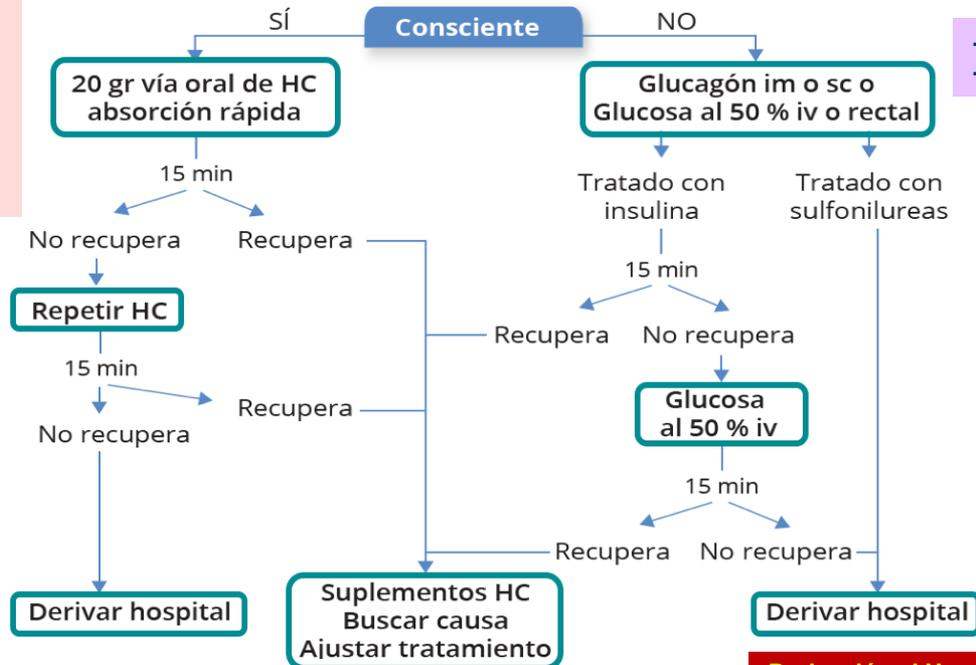 SÍ
Consciente
NO
20 gr vía oral de HC
absorción rápida
Glucagón im o sc o
Glucosa al 50 % iv o rectal
15 min
Tratado con
insulina
Tratado con
sulfonilureas
No recupera
Recupera
15 min
Repetir HC
Recupera
No recupera
15 min
Recupera
Glucosa
al 50 % iv
No recupera
15 min
Recupera
No recupera
Derivar hospital
Suplementos HC
Buscar causa
Ajustar tratamiento
Derivar hospital